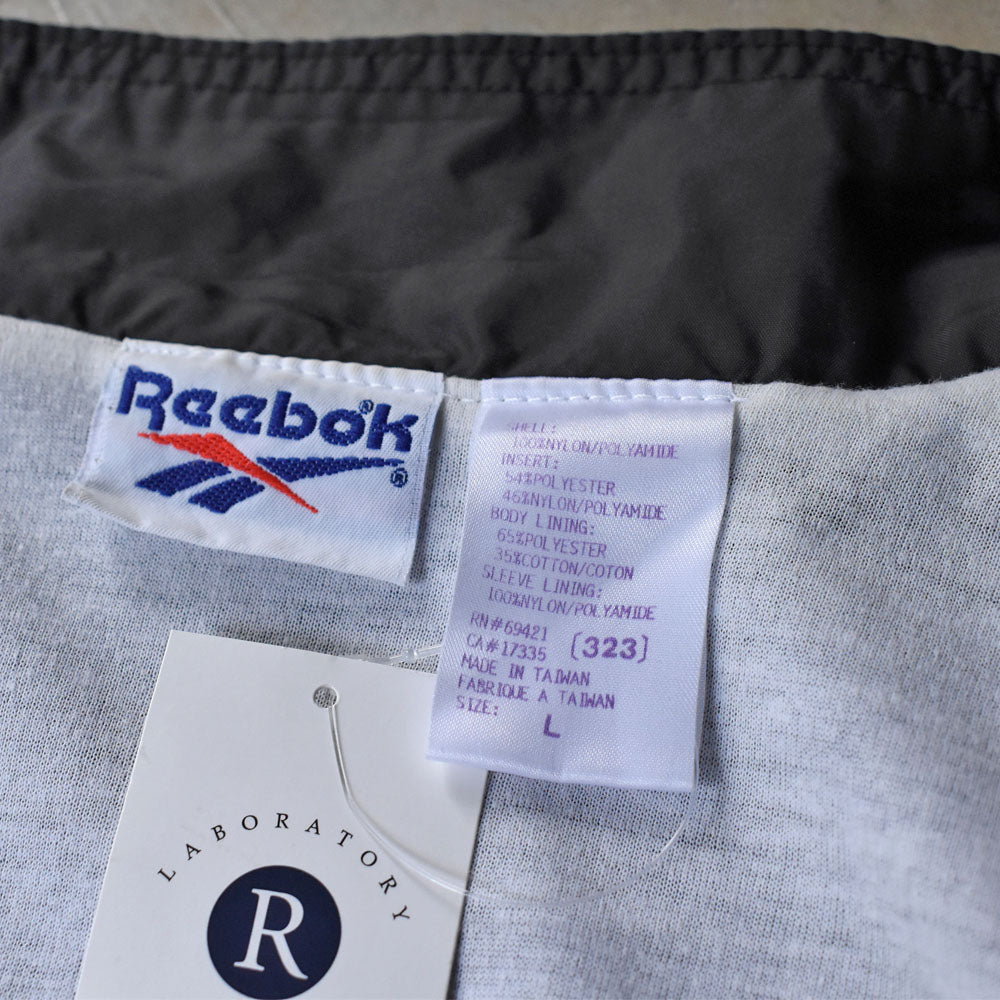 Reebok®
®
SHELL:
100%NYLON/POLYAMIDE
INSERT:
54%POLYESTER
46%NYLON/POLYAMIDE
BODY LINING:
65%POLYESTER
35%COTTON/COTON
SLEEVE LINING:
100%NYLON/POLYAMIDE
RN#69421
CA#17335 [323]
MADE IN TAIWAN
FABRIQUE A TAIWAN
SIZE: L
LABORATORY
R